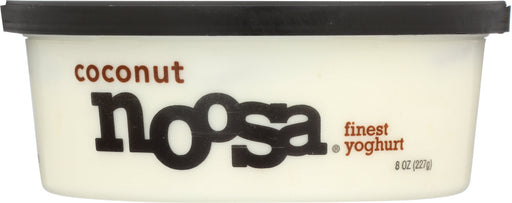 coconut
noosa®
finest
yoghurt
8 OZ (227g)